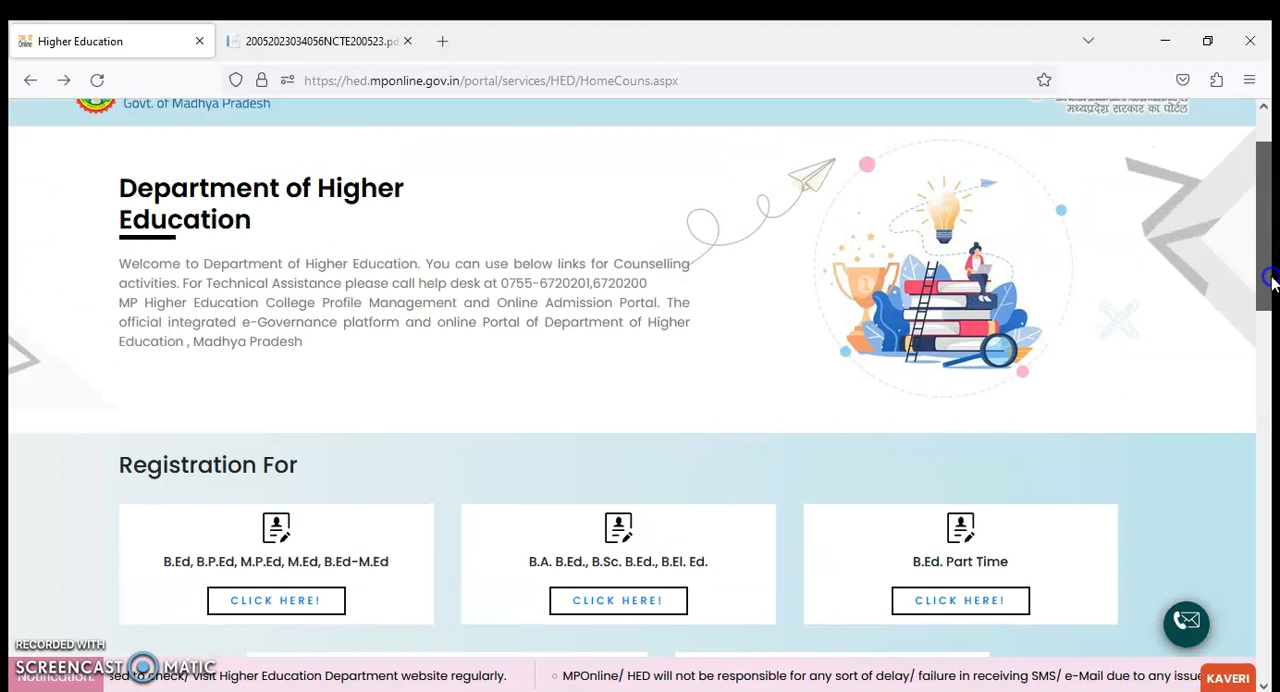 Higher Education
20052023034056NCTE200523.pd
https://hed.mponline.gov.in/portal/services/HED/HomeCouns.aspx
Govt. of Madhya Pradesh
मध्यप्रदेश सरकार का पोर्टल
Department of Higher
Education
Welcome to Department of Higher Education. You can use below links for Counselling
activities. For Technical Assistance please call help desk at 0755-6720201,6720200
MP Higher Education College Profile Management and Online Admission Portal. The
official integrated e-Governance platform and online Portal of Department of Higher
Education , Madhya Pradesh
Registration For
B.Ed, B.P.Ed, M.P.Ed, M.Ed, B.Ed-M.Ed
CLICK HERE!
B.A. B.Ed., B.Sc. B.Ed., B.El. Ed.
CLICK HERE!
B.Ed. Part Time
CLICK HERE!
RECORDED WITH
SCREENCAST MATIC
Notification:
sed to check/ visit Higher Education Department website regularly.
MPOnline/ HED will not be responsible for any sort of delay/ failure in receiving SMS/ e-Mail due to any issue
KAVERI